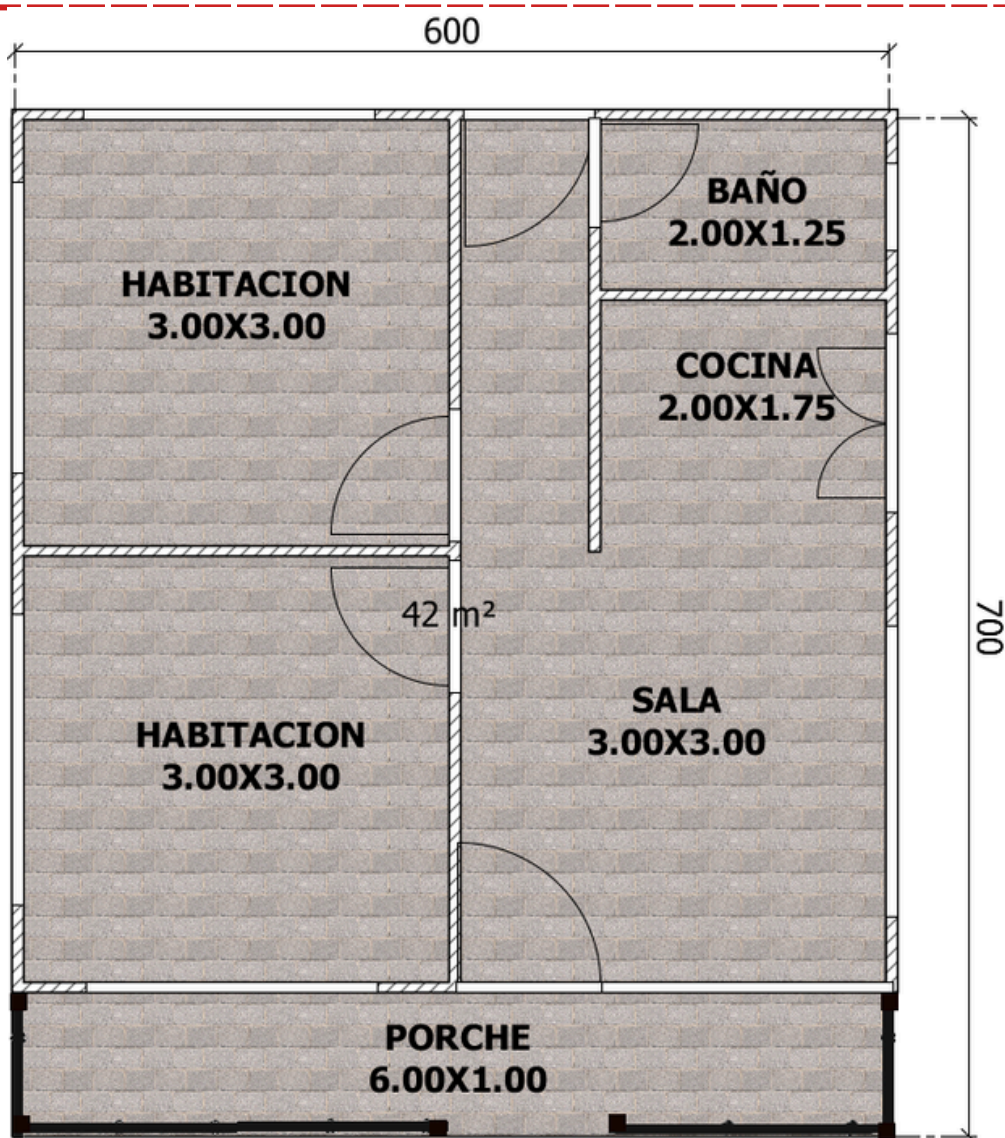 600
BAÑO
2.00X1.25
HABITACION
3.00X3.00
COCINA
2.00X1.75
42 m²
700
SALA
3.00X3.00
HABITACION
3.00X3.00
PORCHE
6.00X1.00